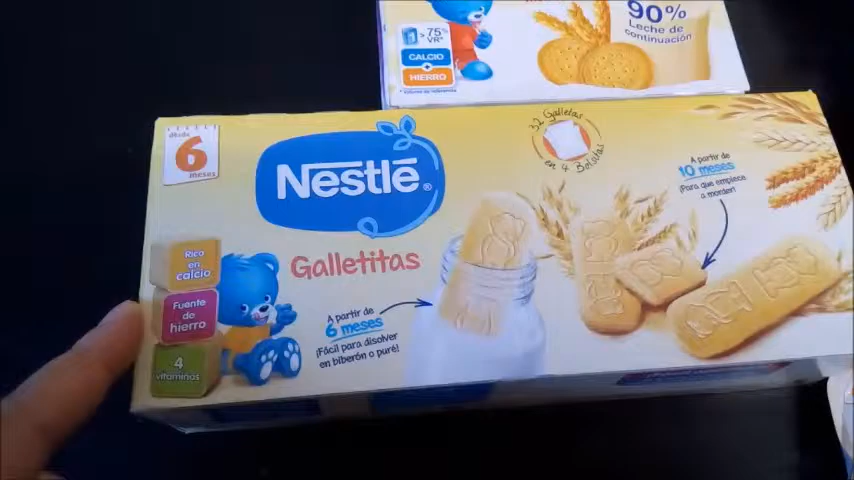 > 75%
VR*
CALCIO
+
HIERRO
90%
Leche de
continuación
desde
6
meses
Nestlé®
Galletitas
32 Galletas
en 4 Bolsitas
A partir de
10 meses
¡Para que empiece
a morder!
Rico
en
calcio
Fuente
de
hierro
4
vitaminas
A partir de
6 meses
¡Fácil para disolver
en biberón o puré!